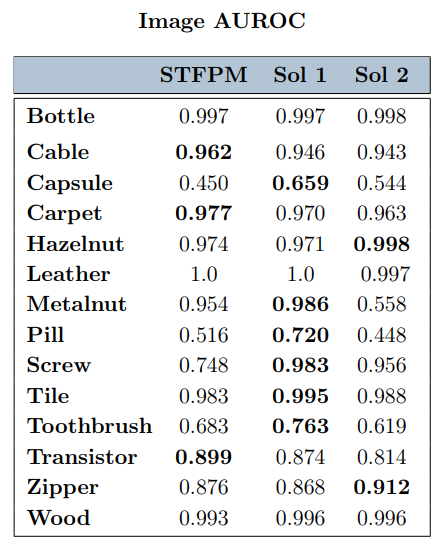 Image AUROC
STFPM Sol 1 Sol 2
Bottle 0.997 0.997 0.998
Cable 0.962 0.946 0.943
Capsule 0.450 0.659 0.544
Carpet 0.977 0.970 0.963
Hazelnut 0.974 0.971 0.998
Leather 1.0 1.0 0.997
Metalnut 0.954 0.986 0.558
Pill 0.516 0.720 0.448
Screw 0.748 0.983 0.956
Tile 0.983 0.995 0.988
Toothbrush 0.683 0.763 0.619
Transistor 0.899 0.874 0.814
Zipper 0.876 0.868 0.912
Wood 0.993 0.996 0.996